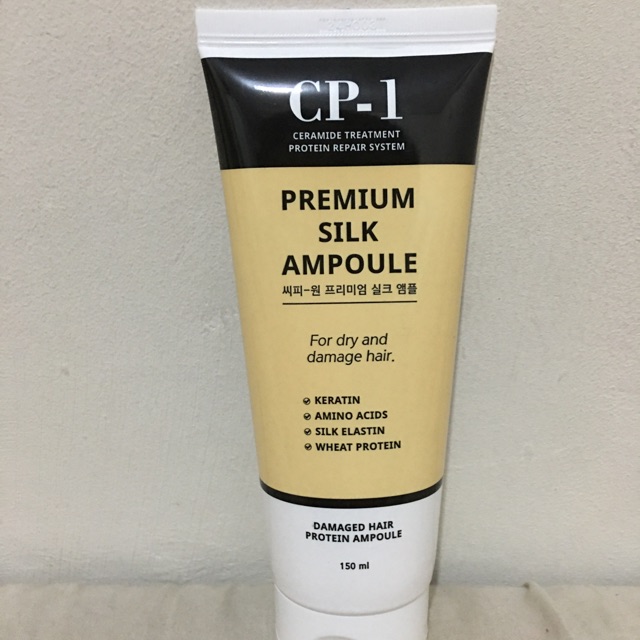 CP-1
CERAMIDE TREATMENT
PROTEIN REPAIR SYSTEM
PREMIUM
SILK
AMPOULE
씨피-원 프리미엄 실크 앰플
For dry and
damage hair.
KERATIN
AMINO ACIDS
SILK ELASTIN
WHEAT PROTEIN
DAMAGED HAIR
PROTEIN AMPOULE
150 ml